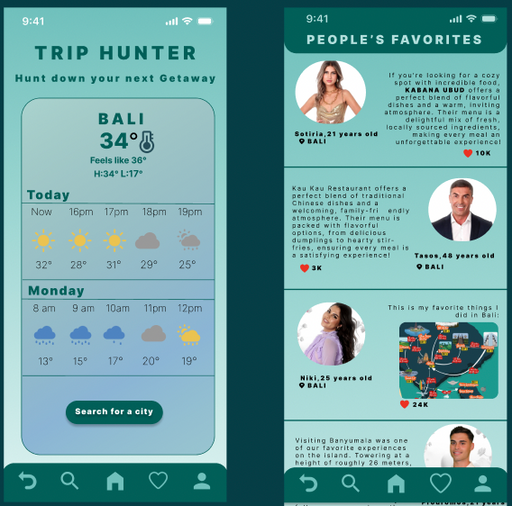 9:41
TRIP HUNTER
Hunt down your next Getaway
BALI
34°
Feels like 36°
H:34° L:17°
Today
Now 16pm 17pm 18pm 19pm
32° 28° 31° 29° 25°
Monday
8 am 9 am 10am 11pm 12pm
13° 15° 17° 20° 19°
Search for a city
9:41
PEOPLE'S FAVORITES
If you're looking for a cozy
spot with incredible food,
KABANA UBUD offers a
perfect blend of flavorful
dishes and a warm, inviting
atmosphere. Their menu is a
delightful mix of fresh,
locally sourced ingredients,
making every meal an
unforgettable experience!
10K
Sotiria,21 years old
BALI
Kau Kau Restaurant offers a
perfect blend of traditional
Chinese dishes and a
welcoming, family-fri endly
atmosphere. Their menu is
packed with flavorful
options, from delicious
dumplings to hearty stir-
fries, ensuring every meal is
a satisfying experience!
3K
Tasos,48 years old
BALI
This is my favorite things I
did in Bali:
24K
Niki,25 years old
BALI
Visiting Banyumala was one
of our favorite experiences
on the island. Towering at a
height of roughly 26 meters,